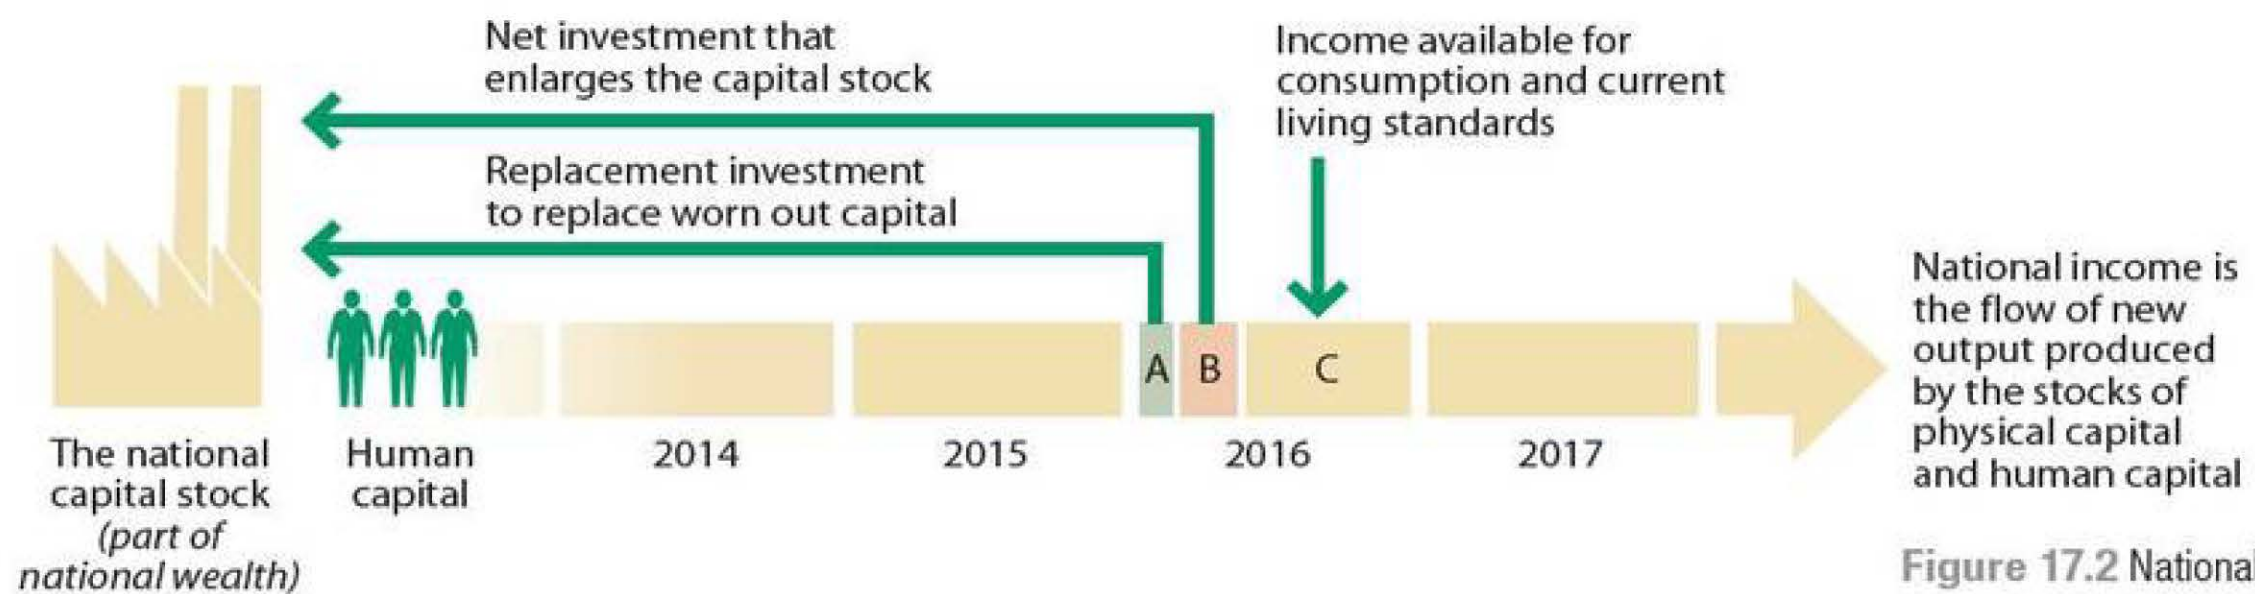 Net investment that
enlarges the capital stock
Income available for
consumption and current
living standards
Replacement investment
to replace worn out capital
A
B
C
The national
capital stock
(part of
national wealth)
Human
capital
2014
2015
2016
2017
National income is
the flow of new
output produced
by the stocks of
physical capital
and human capital
Figure 17.2 National